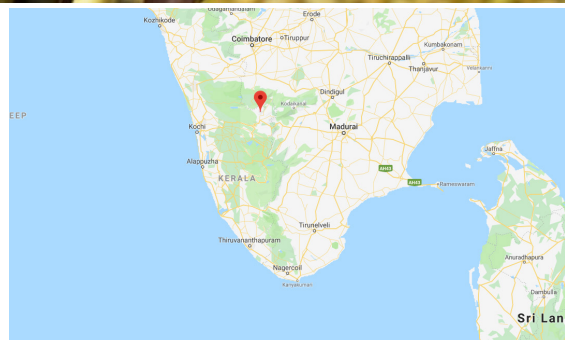 Kozhikode
Erode
Coimbatore
Tiruppur
Tiruchirappalli
Kumbakonam
Thanjavur
Velankanni
Dindigul
Kodaikanal
EEP
Kochi
Madurai
Jaffna
Alappuzha
KERALA
AH43
AH43
Rameswaram
Tirunelveli
Thiruvananthapuram
Anuradhapura
Nagercoil
Kanyakumari
Dambulla
Sri Lan